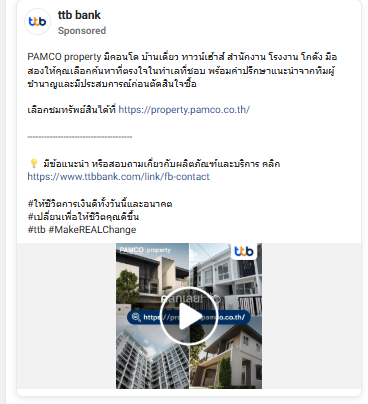 ttb bank
Sponsored
PAMCO property มีคอนโด บ้านเดี่ยว ทาวน์เฮ้าส์ สำนักงาน โรงงาน โกดัง มือ
สองให้คุณเลือกค้นหาที่ตรงใจในทำเลที่ชอบ พร้อมคำปรึกษาแนะนำจากทีมผู้
ชำนาญและมีประสบการณ์ก่อนตัดสินใจซื้อ
เลือกชมทรัพย์สินได้ที่ https://property.pamco.co.th/
-----------------------------------
💡 มีข้อแนะนำ หรือสอบถามเกี่ยวกับผลิตภัณฑ์และบริการ คลิก
https://www.ttbbank.com/link/fb-contact
#ให้ชีวิตการเงินดีทั้งวันนี้และอนาคต
#เปลี่ยนเพื่อให้ชีวิตคุณดีขึ้น
#ttb #MakeREALChange
PAMCO property
ttb
คลิกเลย!
https://pro pamco.co.th/